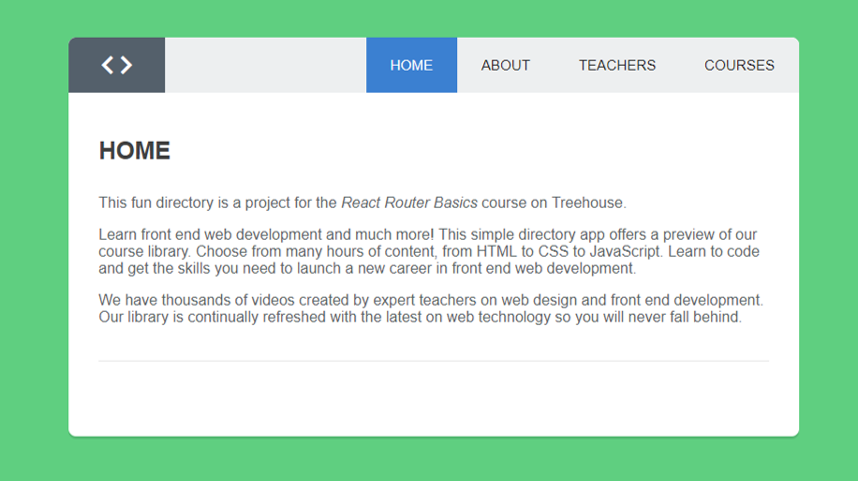 HOME ABOUT TEACHERS COURSES
HOME
This fun directory is a project for the React Router Basics course on Treehouse.
Learn front end web development and much more! This simple directory app offers a preview of our
course library. Choose from many hours of content, from HTML to CSS to JavaScript. Learn to code
and get the skills you need to launch a new career in front end web development.
We have thousands of videos created by expert teachers on web design and front end development.
Our library is continually refreshed with the latest on web technology so you will never fall behind.